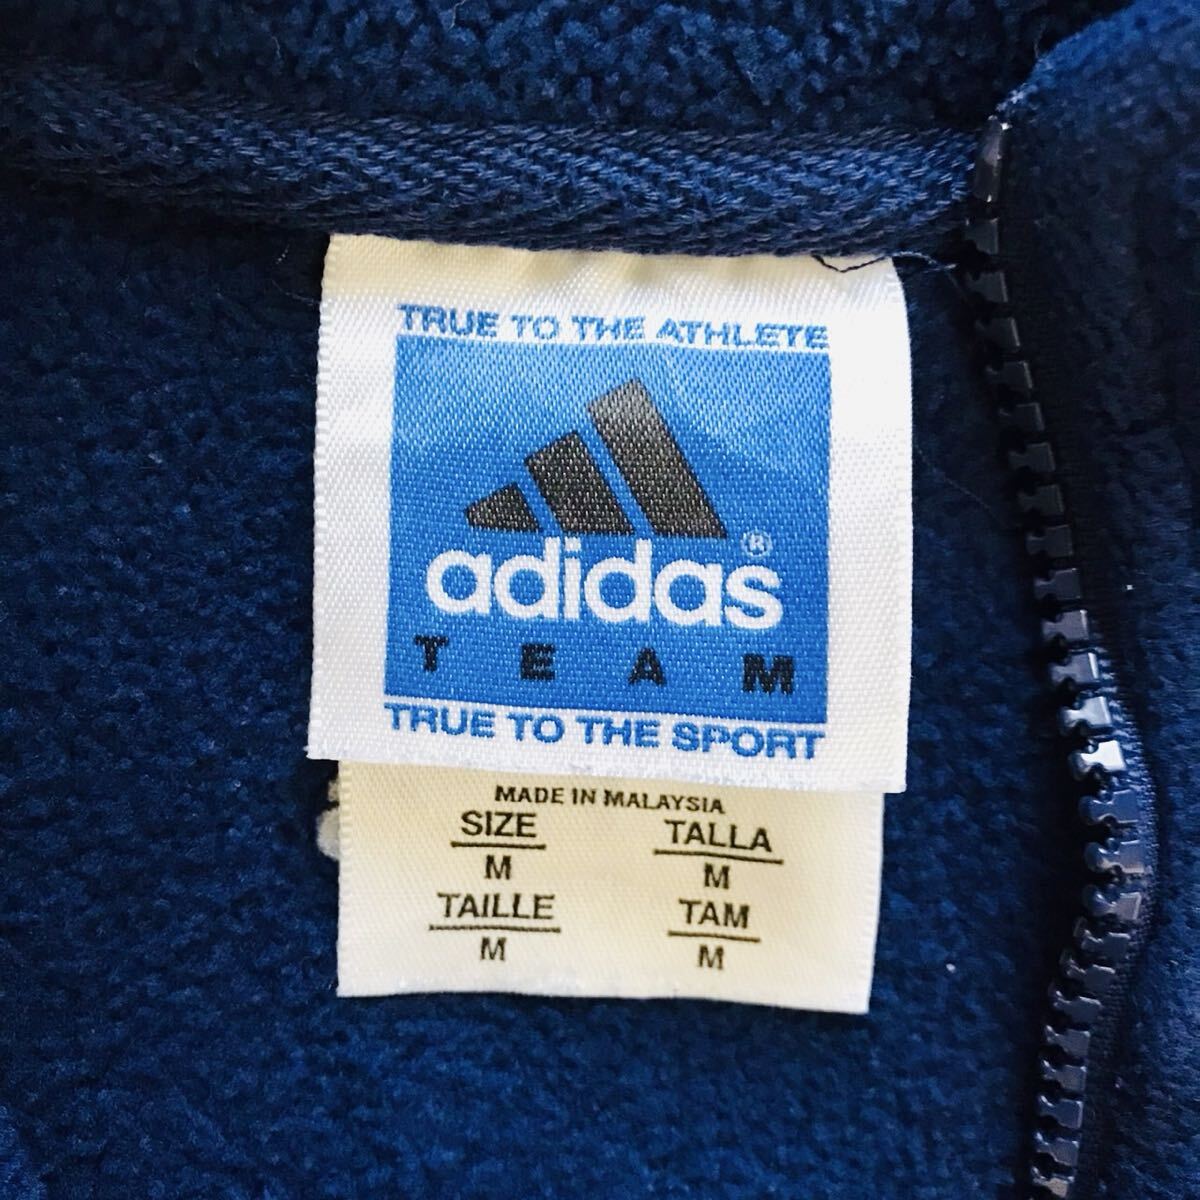 TRUE TO THE ATHLETE
adidas®
TEAM
TRUE TO THE SPORT
MADE IN MALAYSIA
SIZE TALLA
M M
TAILLE TAM
M M